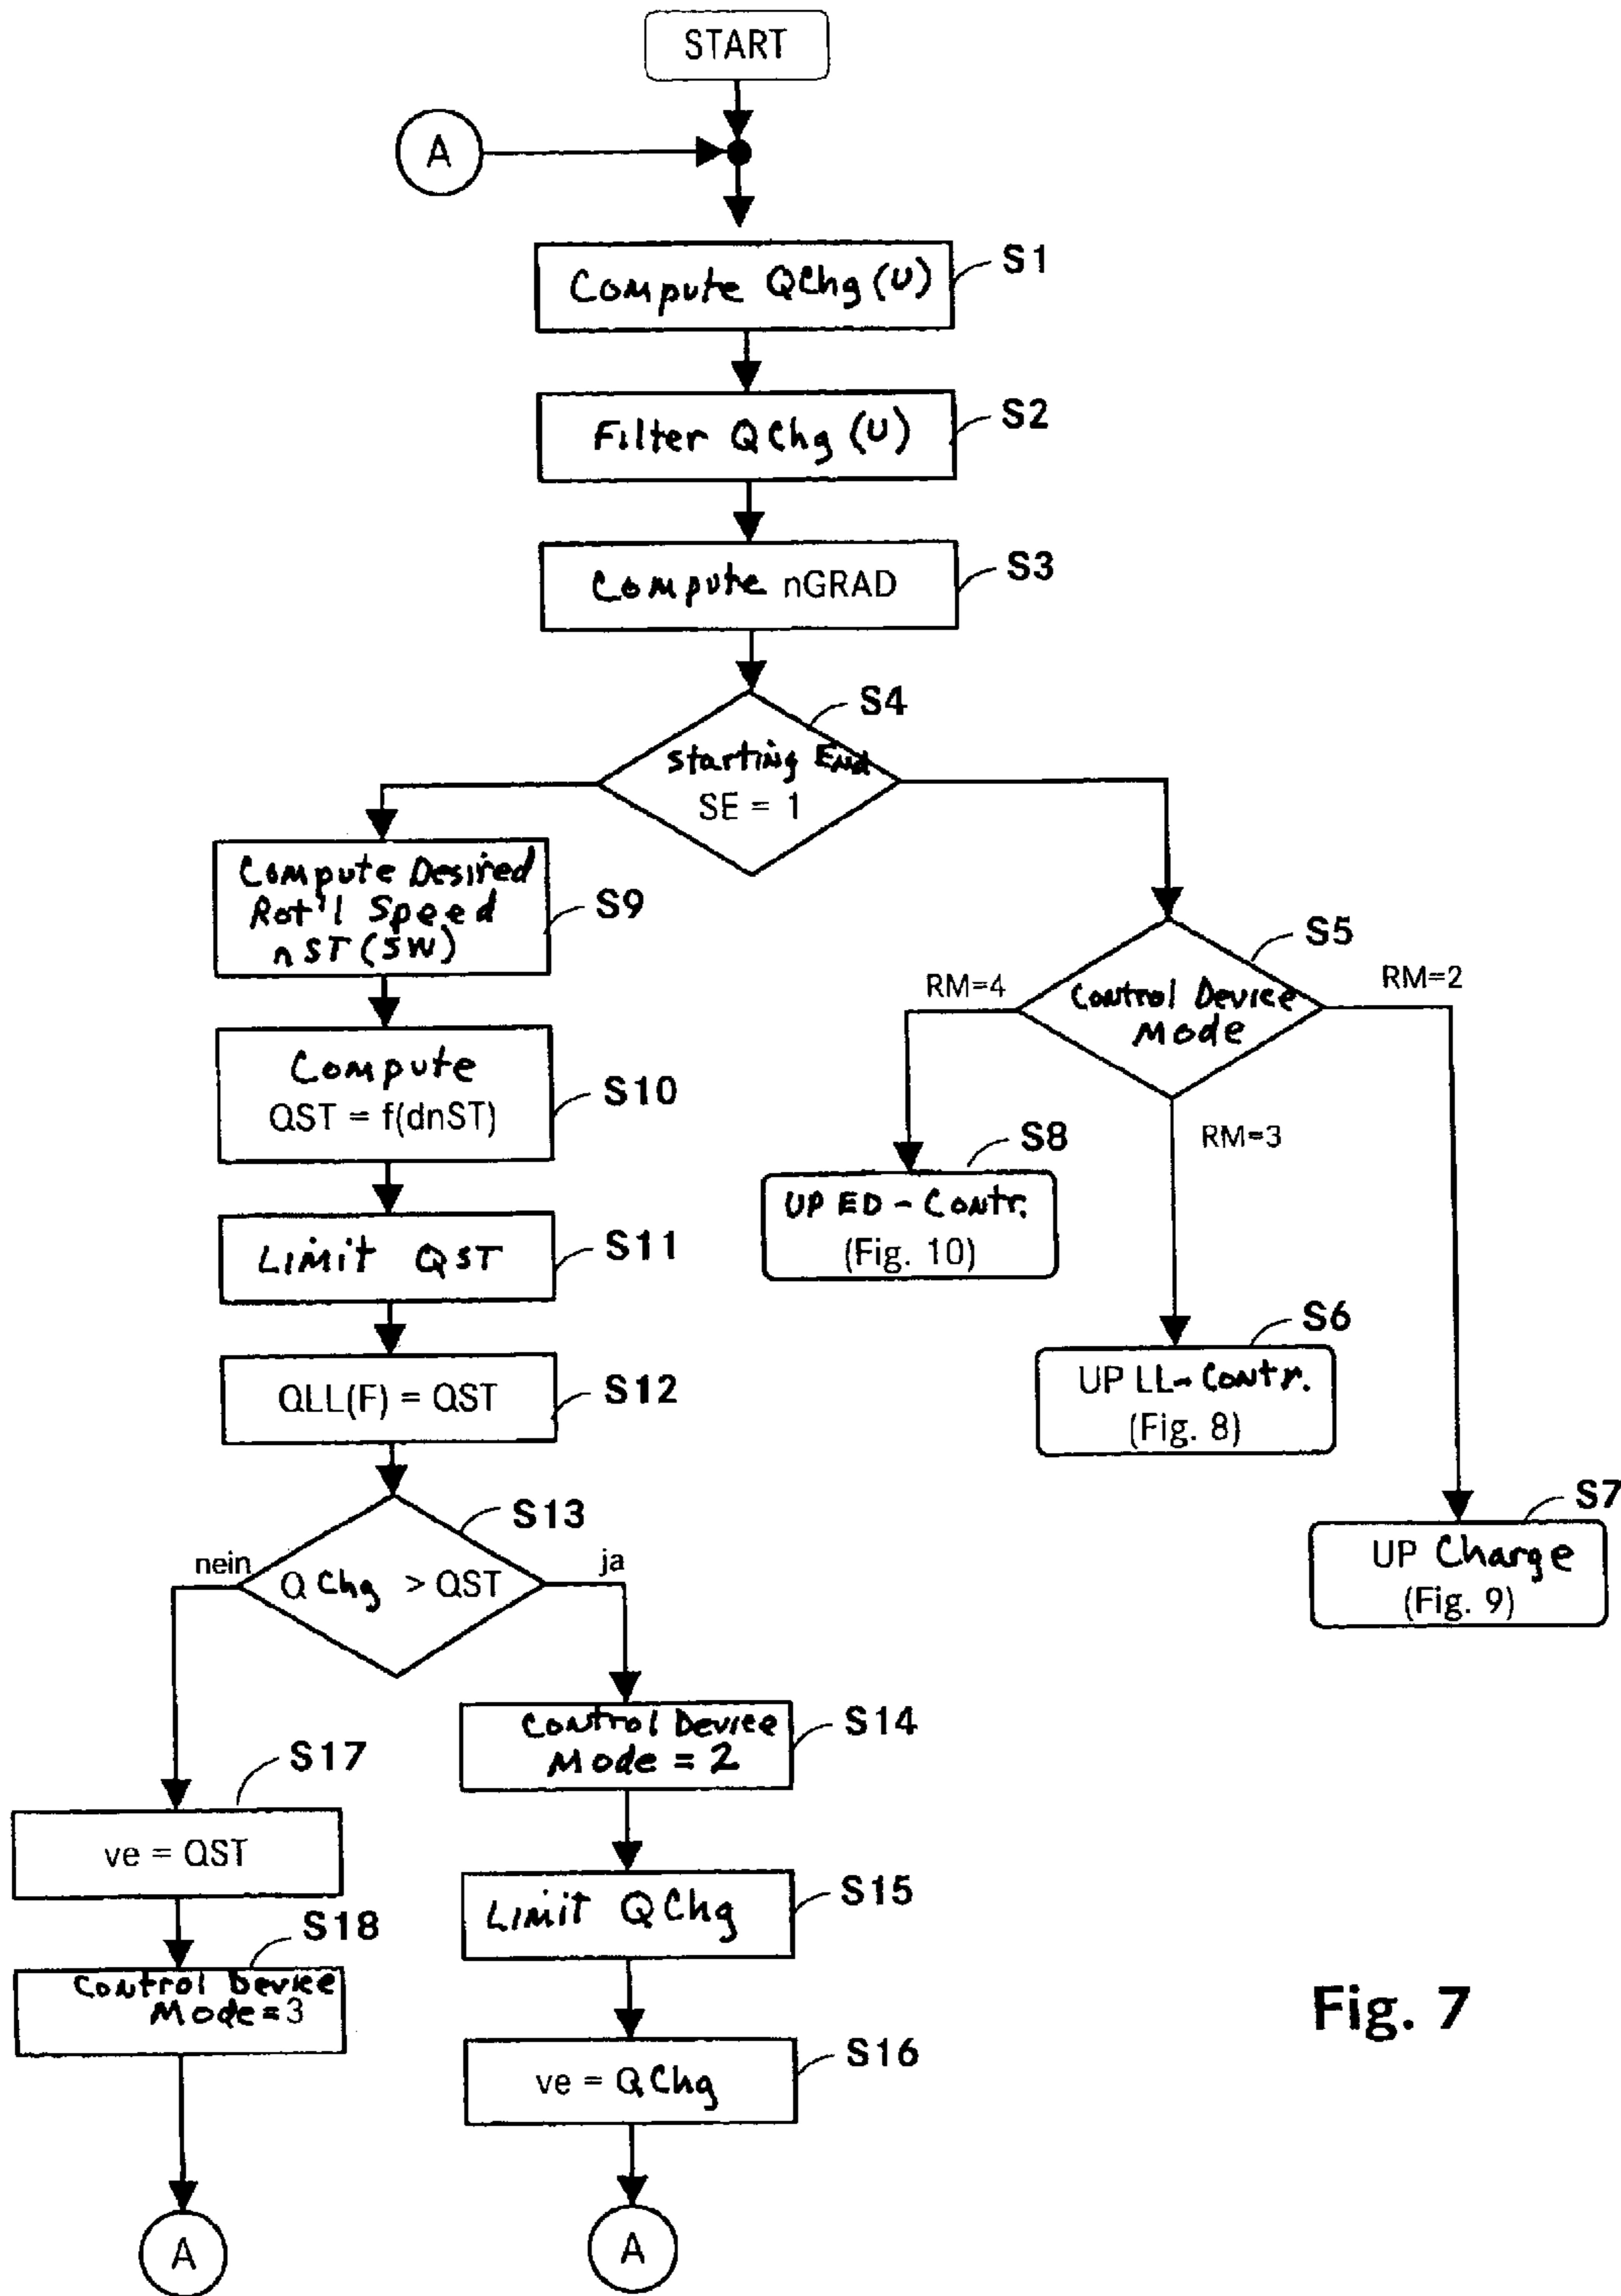 START
A
Compute QChg (U)
S1
Filter QChg (U)
S2
Compute nGRAD
S3
S4
Starting End
SE = 1
Compute Desired
Rot'l Speed
nST (SW)
S9
S5
RM=4
RM=2
Control Device
Mode
RM=3
Compute
QST = f(dnST)
S10
S8
UP ED - Contr.
(Fig. 10)
Limit QST
S11
S6
UP LL - Contr.
(Fig. 8)
QLL(F) = QST
S12
S7
UP Charge
(Fig. 9)
S13
nein
ja
QChg > QST
Control Device
Mode = 2
S14
S17
ve = QST
Limit QChg
S15
S18
Control Device
Mode = 3
ve = QChg
S16
Fig. 7
A
A